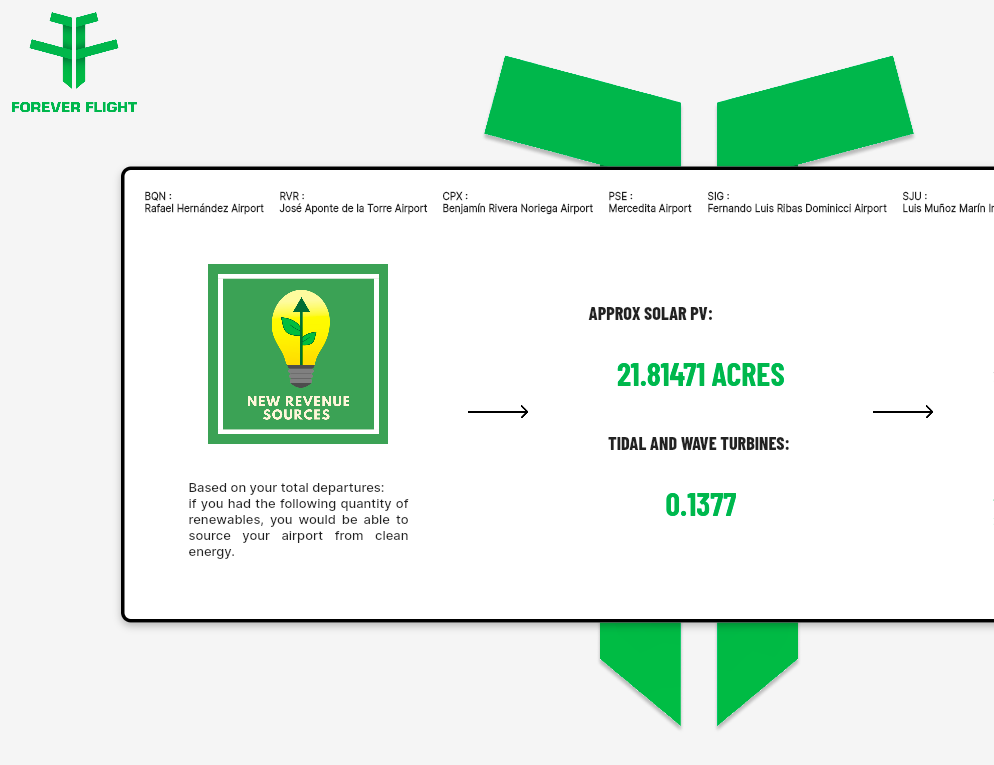 FOREVER FLIGHT
BQN :
Rafael Hernández Airport
RVR :
José Aponte de la Torre Airport
CPX :
Benjamín Rivera Noriega Airport
PSE :
Mercedita Airport
SIG :
Fernando Luis Ribas Dominicci Airport
SJU :
Luis Muñoz Marín
NEW REVENUE
SOURCES
Based on your total departures:
if you had the following quantity of
renewables, you would be able to
source your airport from clean
energy.
APPROX SOLAR PV:
21.81471 ACRES
TIDAL AND WAVE TURBINES:
0.1377